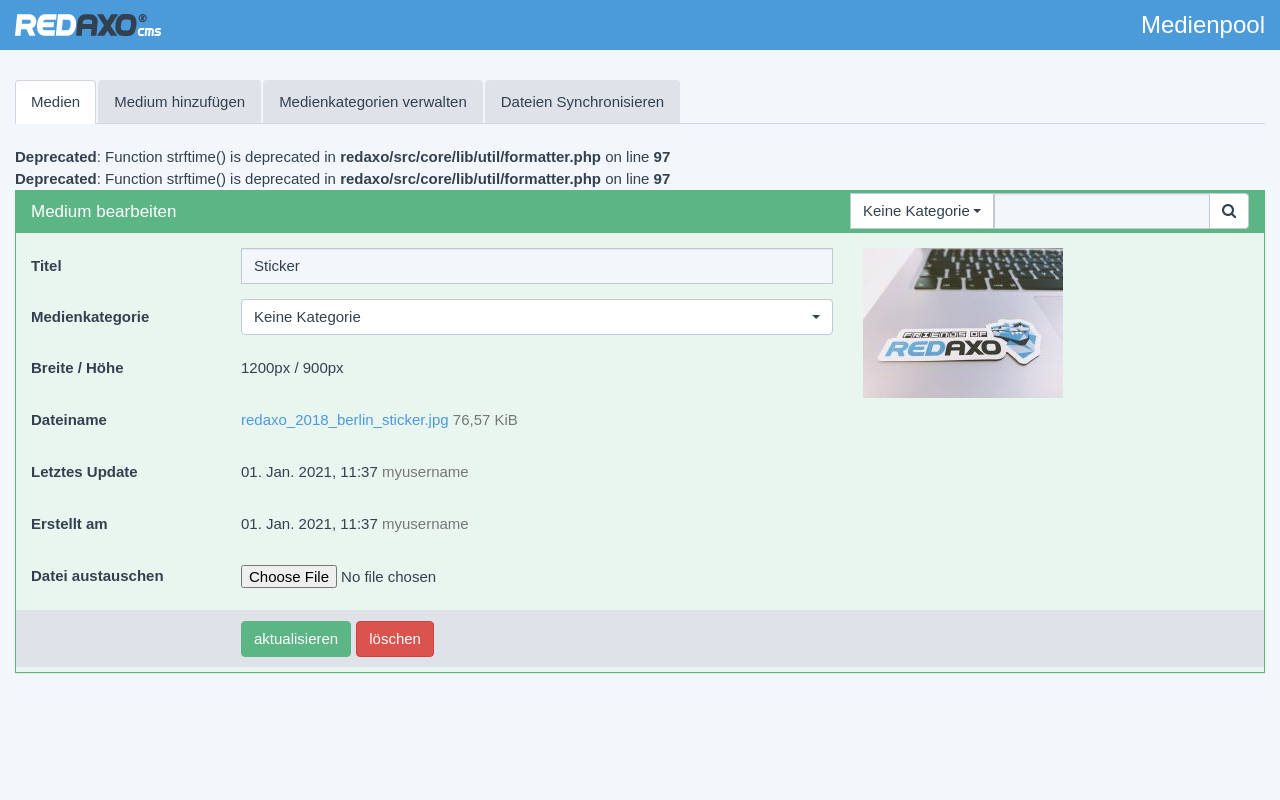 REDAXO® cms
Medienpool
Medien
Medium hinzufügen
Medienkategorien verwalten
Dateien Synchronisieren
Deprecated: Function strftime() is deprecated in redaxo/src/core/lib/util/formatter.php on line 97
Deprecated: Function strftime() is deprecated in redaxo/src/core/lib/util/formatter.php on line 97
Medium bearbeiten
Keine Kategorie
Titel
Sticker
Medienkategorie
Keine Kategorie
FRIENDS OF
REDAXO
Breite / Höhe
1200px / 900px
Dateiname
redaxo_2018_berlin_sticker.jpg 76,57 KiB
Letztes Update
01. Jan. 2021, 11:37 myusername
Erstellt am
01. Jan. 2021, 11:37 myusername
Datei austauschen
Choose File No file chosen
aktualisieren
löschen